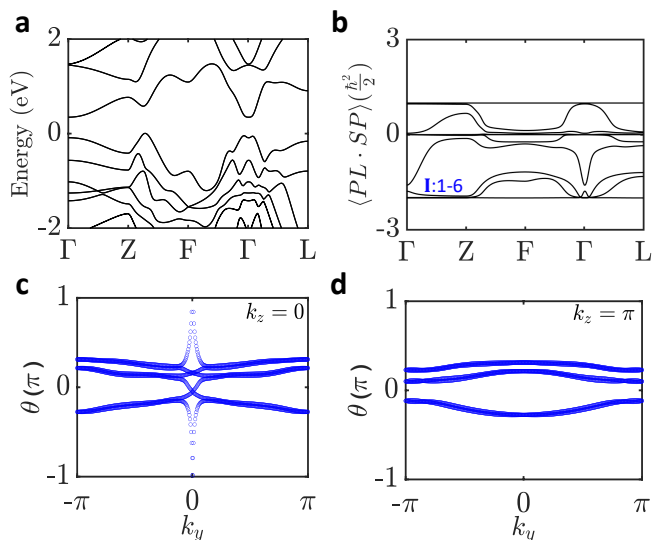 a
2
0
-2
Energy (eV)
Γ Z F Γ L
b
3
0
-3
⟨PL · SP⟩(ℏ²/2)
I:1-6
Γ Z F Γ L
c
1
0
-1
θ(π)
k_z = 0
-π 0 π
k_y
d
1
0
-1
θ(π)
k_z = π
-π 0 π
k_y